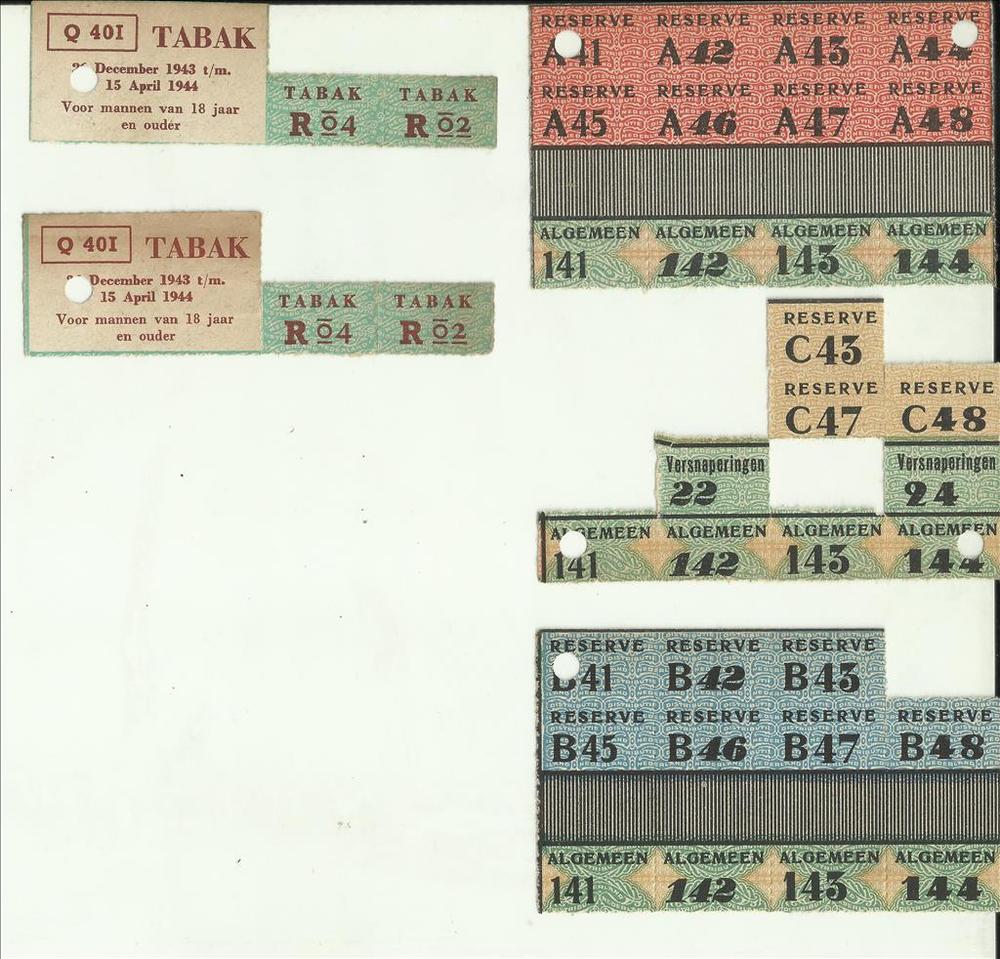 Q 401 TABAK
December 1943 t/m.
15 April 1944
Voor mannen van 18 jaar
en ouder
TABAK TABAK
R 04 R 02
Q 401 TABAK
December 1943 t/m.
15 April 1944
Voor mannen van 18 jaar
en ouder
TABAK TABAK
R 04 R 02
RESERVE RESERVE RESERVE RESERVE
A41 A42 A43 A44
RESERVE RESERVE RESERVE RESERVE
A45 A46 A47 A48
ALGEMEEN ALGEMEEN ALGEMEEN ALGEMEEN
141 142 143 144
RESERVE
C43
RESERVE RESERVE
C47 C48
Versnaperingen Versnaperingen
22 24
ALGEMEEN ALGEMEEN ALGEMEEN ALGEMEEN
141 142 143 144
RESERVE RESERVE RESERVE
B41 B42 B43
RESERVE RESERVE RESERVE RESERVE
B45 B46 B47 B48
ALGEMEEN ALGEMEEN ALGEMEEN ALGEMEEN
141 142 143 144